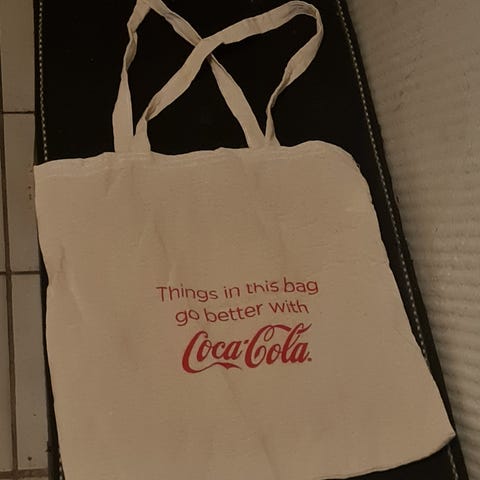 Things in this bag
go better with
Coca-Cola